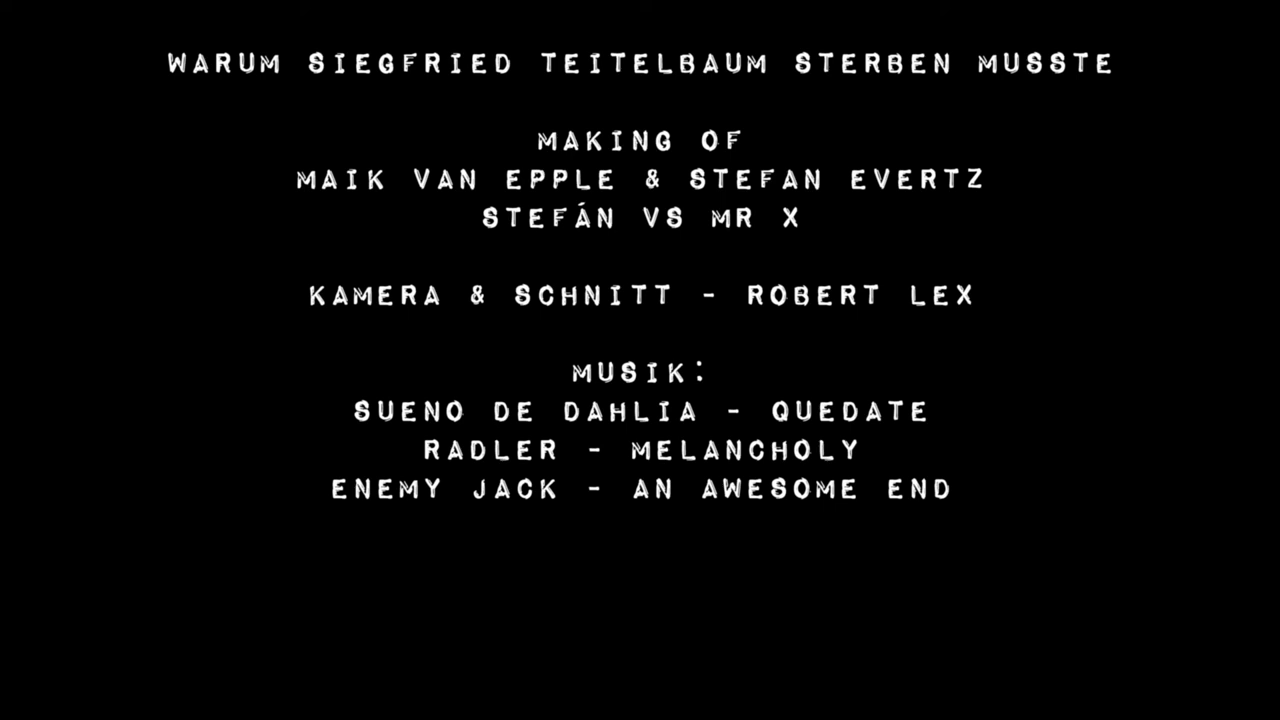 WARUM SIEGFRIED TEITELBAUM STERBEN MUSSTE
MAKING OF
MAIK VAN EPPLE & STEFAN EVERTZ
STEFÁN VS MR X
KAMERA & SCHNITT - ROBERT LEX
MUSIK:
SUENO DE DAHLIA - QUEDATE
RADLER - MELANCHOLY
ENEMY JACK - AN AWESOME END